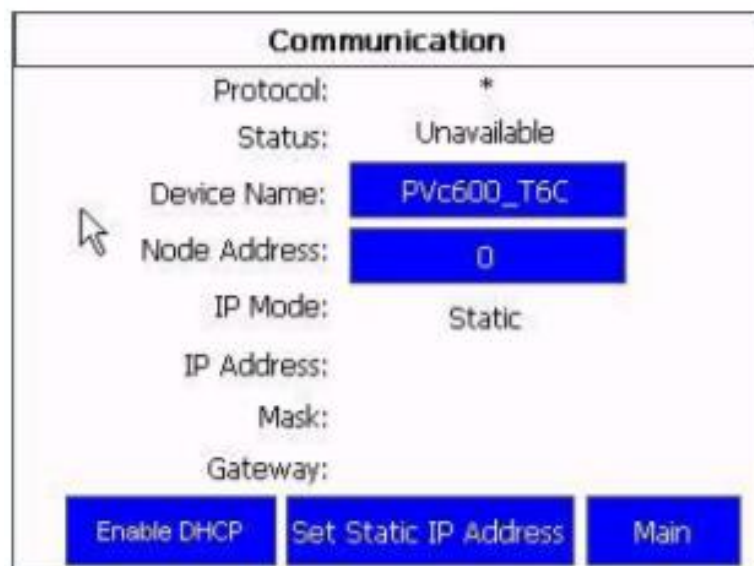 Communication
Protocol: *
Status: Unavailable
Device Name: PVc600_T6C
Node Address: 0
IP Mode: Static
IP Address:
Mask:
Gateway:
Enable DHCP Set Static IP Address Main